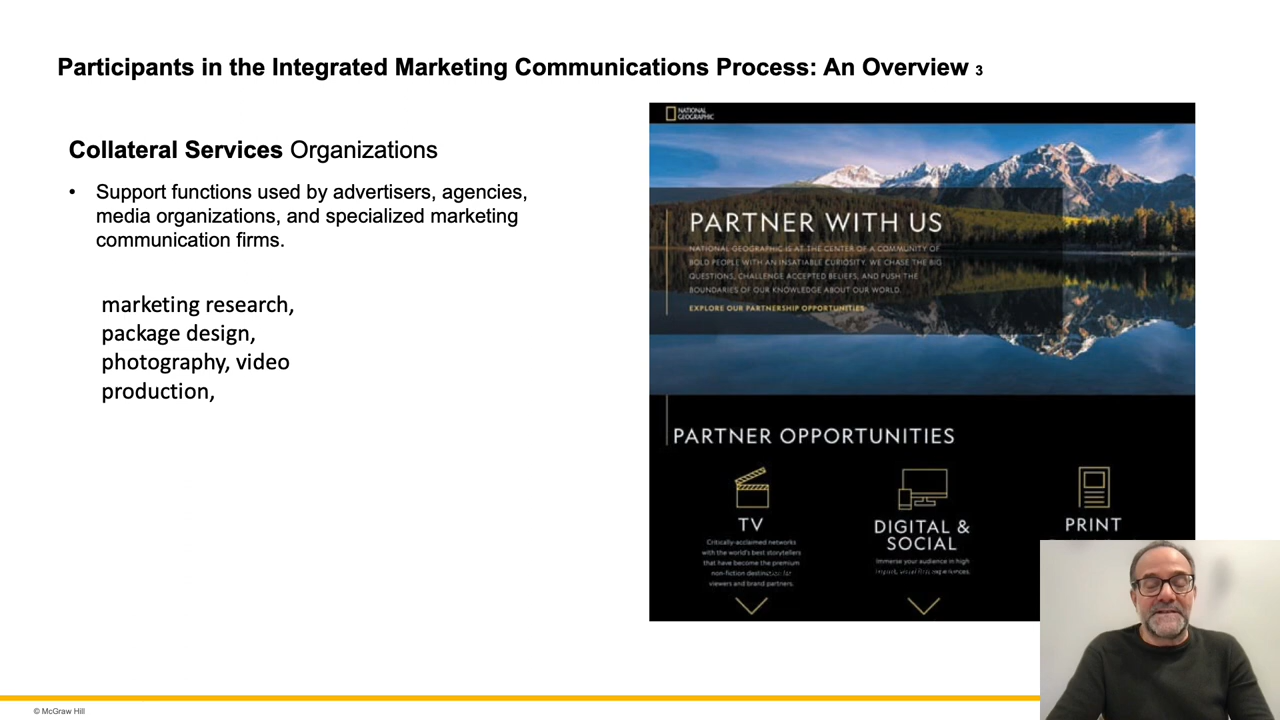 Participants in the Integrated Marketing Communications Process: An Overview 3
Collateral Services Organizations
• Support functions used by advertisers, agencies,
media organizations, and specialized marketing
communication firms.
marketing research,
package design,
photography, video
production,
NATIONAL
GEOGRAPHIC
PARTNER WITH US
NATIONAL GEOGRAPHIC IS AT THE CENTER OF A COMMUNITY OF
BOLD PEOPLE WITH AN INSATIABLE CURIOSITY. WE CHASE THE BIG
QUESTIONS, CHALLENGE ACCEPTED BELIEFS, AND PUSH THE
BOUNDARIES OF OUR KNOWLEDGE ABOUT OUR WORLD.
EXPLORE OUR PARTNERSHIP OPPORTUNITIES
PARTNER OPPORTUNITIES
TV
Critically-acclaimed networks
with the world's best storytellers
that have become the premium
non-fiction destination for
viewers and brand partners.
DIGITAL &
SOCIAL
Immerse your audience in high
impact, social first experiences.
PRINT
© McGraw Hill